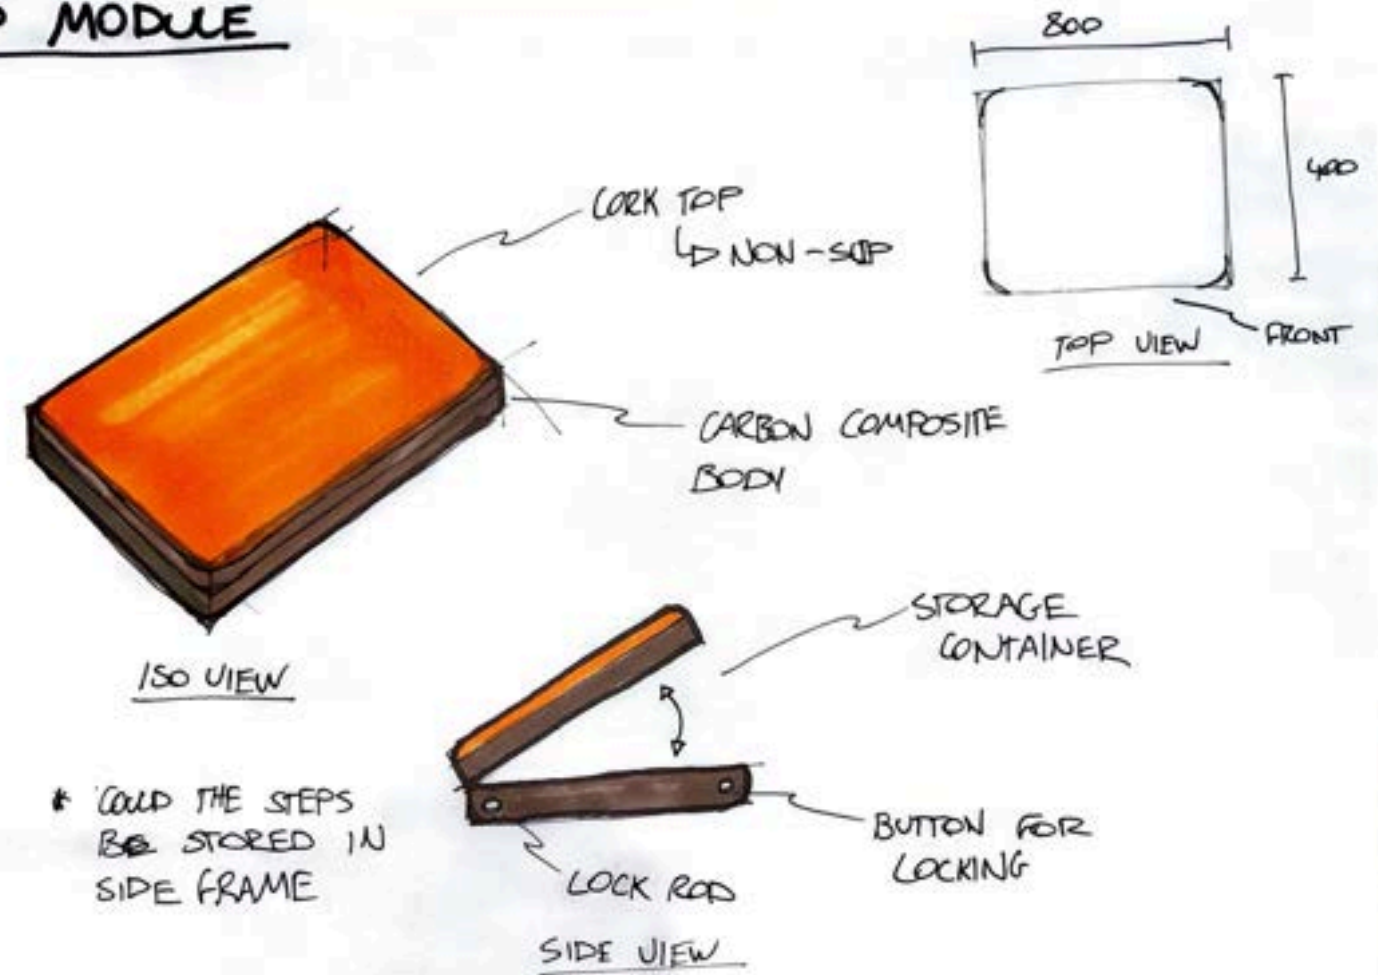 P MODULE
800
400
TOP VIEW
FRONT
CORK TOP
↳ NON-SLIP
CARBON COMPOSITE
BODY
ISO VIEW
STORAGE
CONTAINER
* COULD THE STEPS
BE STORED IN
SIDE FRAME
BUTTON FOR
LOCKING
LOCK ROD
SIDE VIEW